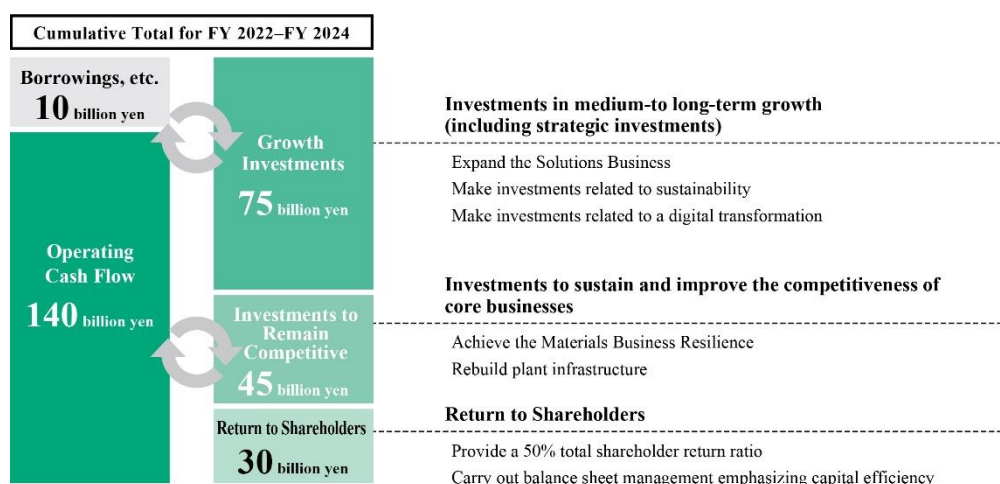 Cumulative Total for FY 2022–FY 2024
Borrowings, etc.
10 billion yen
Operating
Cash Flow
140 billion yen
Growth
Investments
75 billion yen
Investments to
Remain
Competitive
45 billion yen
Return to Shareholders
30 billion yen
Investments in medium-to long-term growth
(including strategic investments)
Expand the Solutions Business
Make investments related to sustainability
Make investments related to a digital transformation
Investments to sustain and improve the competitiveness of
core businesses
Achieve the Materials Business Resilience
Rebuild plant infrastructure
Return to Shareholders
Provide a 50% total shareholder return ratio
Carry out balance sheet management emphasizing capital efficiency